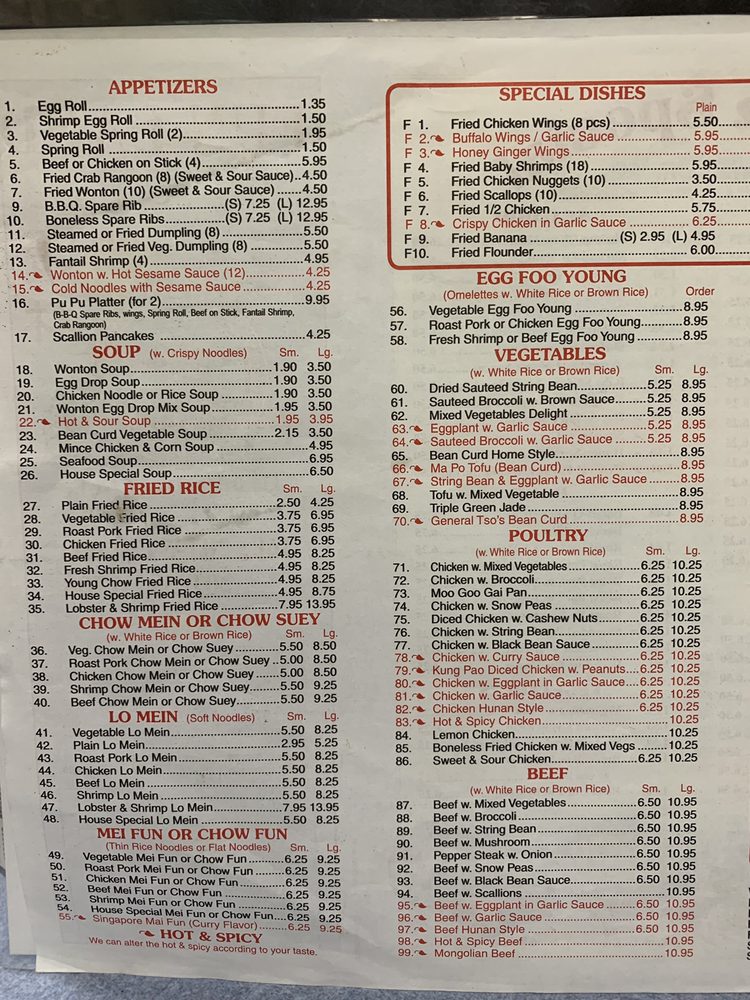 APPETIZERS
1. Egg Roll 1.35
2. Shrimp Egg Roll 1.50
3. Vegetable Spring Roll (2) 1.95
4. Spring Roll 1.50
5. Beef or Chicken on Stick (4) 5.95
6. Fried Crab Rangoon (8) (Sweet & Sour Sauce) 4.50
7. Fried Wonton (10) (Sweet & Sour Sauce) 4.50
9. B.B.Q. Spare Rib (S) 7.25 (L) 12.95
10. Boneless Spare Ribs (S) 7.25 (L) 12.95
11. Steamed or Fried Dumpling (8) 5.50
12. Steamed or Fried Veg. Dumpling (8) 5.50
13. Fantail Shrimp (4) 4.95
14. Wonton w. Hot Sesame Sauce (12) 4.25
15. Cold Noodles with Sesame Sauce 4.25
16. Pu Pu Platter (for 2) 9.95
(B-B-Q Spare Ribs, wings, Spring Roll, Beef on Stick, Fantail Shrimp,
Crab Rangoon)
17. Scallion Pancakes 4.25
SOUP (w. Crispy Noodles) Sm. Lg.
18. Wonton Soup 1.90 3.50
19. Egg Drop Soup 1.90 3.50
20. Chicken Noodle or Rice Soup 1.90 3.50
21. Wonton Egg Drop Mix Soup 1.95 3.50
22. Hot & Sour Soup 1.95 3.95
23. Bean Curd Vegetable Soup 2.15 3.50
24. Mince Chicken & Corn Soup 4.95
25. Seafood Soup 6.95
26. House Special Soup 6.50
FRIED RICE Sm. Lg.
27. Plain Fried Rice 2.50 4.25
28. Vegetable Fried Rice 3.75 6.95
29. Roast Pork Fried Rice 3.75 6.95
30. Chicken Fried Rice 3.75 6.95
31. Beef Fried Rice 4.95 8.25
32. Fresh Shrimp Fried Rice 4.95 8.25
33. Young Chow Fried Rice 4.95 8.25
34. House Special Fried Rice 4.95 8.75
35. Lobster & Shrimp Fried Rice 7.95 13.95
CHOW MEIN OR CHOW SUEY
(w. White Rice or Brown Rice) Sm. Lg.
36. Veg. Chow Mein or Chow Suey 5.50 8.50
37. Roast Pork Chow Mein or Chow Suey 5.00 8.50
38. Chicken Chow Mein or Chow Suey 5.00 8.50
39. Shrimp Chow Mein or Chow Suey 5.50 9.25
40. Beef Chow Mein or Chow Suey 5.50 9.25
LO MEIN (Soft Noodles) Sm. Lg.
41. Vegetable Lo Mein 5.50 8.25
42. Plain Lo Mein 2.95 5.25
43. Roast Pork Lo Mein 5.50 8.25
44. Chicken Lo Mein 5.50 8.25
45. Beef Lo Mein 5.50 8.25
46. Shrimp Lo Mein 5.50 8.25
47. Lobster & Shrimp Lo Mein 7.95 13.95
48. House Special Lo Mein 5.50 8.25
MEI FUN OR CHOW FUN
(Thin Rice Noodles or Flat Noodles) Sm. Lg.
49. Vegetable Mei Fun or Chow Fun 6.25 9.25
50. Roast Pork Mei Fun or Chow Fun 6.25 9.25
51. Chicken Mei Fun or Chow Fun 6.25 9.25
52. Beef Mei Fun or Chow Fun 6.25 9.25
53. Shrimp Mei Fun or Chow Fun 6.25 9.25
54. House Special Mei Fun or Chow Fun 6.25 9.25
55. Singapore Mai Fun (Curry Flavor) 6.25 9.25
HOT & SPICY
We can alter the hot & spicy according to your taste.
SPECIAL DISHES
Plain
F 1. Fried Chicken Wings (8 pcs) 5.50
F 2. Buffalo Wings / Garlic Sauce 5.95
F 3. Honey Ginger Wings 5.95
F 4. Fried Baby Shrimps (18) 5.95
F 5. Fried Chicken Nuggets (10) 3.50
F 6. Fried Scallops (10) 4.25
F 7. Fried 1/2 Chicken 5.75
F 8. Crispy Chicken in Garlic Sauce 6.25
F 9. Fried Banana (S) 2.95 (L) 4.95
F10. Fried Flounder 6.00
EGG FOO YOUNG
(Omelettes w. White Rice or Brown Rice) Order
56. Vegetable Egg Foo Young 8.95
57. Roast Pork or Chicken Egg Foo Young 8.95
58. Fresh Shrimp or Beef Egg Foo Young 8.95
VEGETABLES
(w. White Rice or Brown Rice) Sm. Lg.
60. Dried Sauteed String Bean 5.25 8.95
61. Sauteed Broccoli w. Brown Sauce 5.25 8.95
62. Mixed Vegetables Delight 5.25 8.95
63. Eggplant w. Garlic Sauce 5.25 8.95
64. Sauteed Broccoli w. Garlic Sauce 5.25 8.95
65. Bean Curd Home Style 8.95
66. Ma Po Tofu (Bean Curd) 8.95
67. String Bean & Eggplant w. Garlic Sauce 8.95
68. Tofu w. Mixed Vegetable 8.95
69. Triple Green Jade 8.95
70. General Tso's Bean Curd 8.95
POULTRY
(w. White Rice or Brown Rice) Sm. Lg.
71. Chicken w. Mixed Vegetables 6.25 10.25
72. Chicken w. Broccoli 6.25 10.25
73. Moo Goo Gai Pan 6.25 10.25
74. Chicken w. Snow Peas 6.25 10.25
75. Diced Chicken w. Cashew Nuts 6.25 10.25
76. Chicken w. String Bean 6.25 10.25
77. Chicken w. Black Bean Sauce 6.25 10.25
78. Chicken w. Curry Sauce 6.25 10.25
79. Kung Pao Diced Chicken w. Peanuts 6.25 10.25
80. Chicken w. Eggplant in Garlic Sauce 6.25 10.25
81. Chicken w. Garlic Sauce 6.25 10.25
82. Chicken Hunan Style 6.25 10.25
83. Hot & Spicy Chicken 10.25
84. Lemon Chicken 10.25
85. Boneless Fried Chicken w. Mixed Vegs 10.25
86. Sweet & Sour Chicken 6.25 10.25
BEEF
(w. White Rice or Brown Rice) Sm. Lg.
87. Beef w. Mixed Vegetables 6.50 10.95
88. Beef w. Broccoli 6.50 10.95
89. Beef w. String Bean 6.50 10.95
90. Beef w. Mushroom 6.50 10.95
91. Pepper Steak w. Onion 6.50 10.95
92. Beef w. Snow Peas 6.50 10.95
93. Beef w. Black Bean Sauce 6.50 10.95
94. Beef w. Scallions 10.95
95. Beef w. Eggplant in Garlic Sauce 6.50 10.95
96. Beef w. Garlic Sauce 6.50 10.95
97. Beef Hunan Style 6.50 10.95
98. Hot & Spicy Beef 10.95
99. Mongolian Beef 10.95